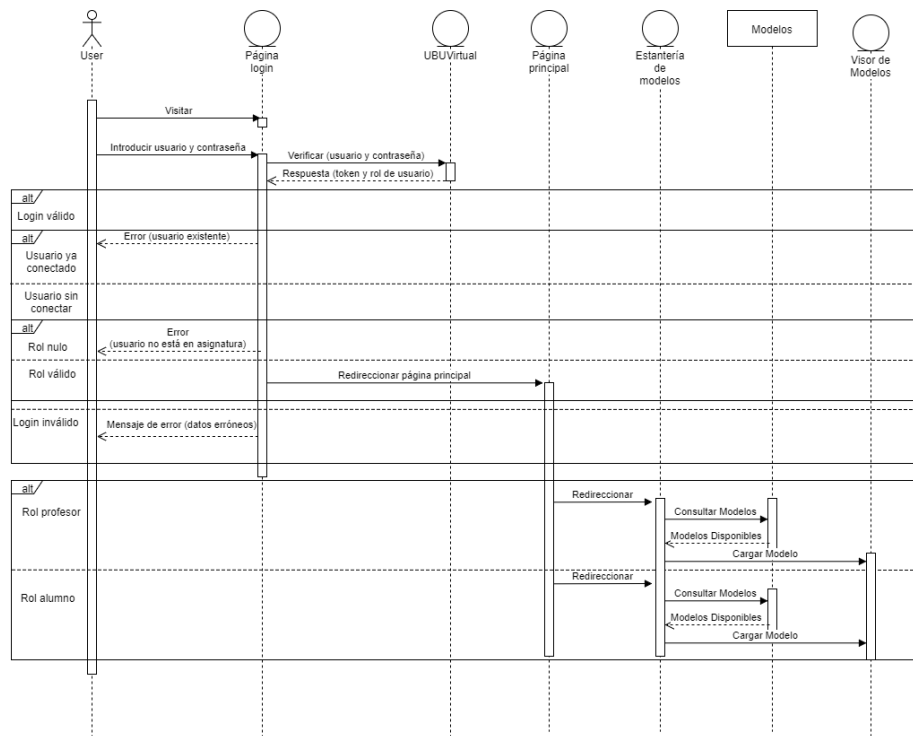 User
Página
login
UBUVirtual
Página
principal
Estantería
de
modelos
Modelos
Visor de
Modelos
Visitar
Introducir usuario y contraseña
Verificar (usuario y contraseña)
Respuesta (token y rol de usuario)
alt
Login válido
alt
Error (usuario existente)
Usuario ya
conectado
Usuario sin
conectar
alt
Error
(usuario no está en asignatura)
Rol nulo
Rol válido
Redireccionar página principal
Login inválido
Mensaje de error (datos erróneos)
alt
Rol profesor
Redireccionar
Consultar Modelos
Modelos Disponibles
Cargar Modelo
Redireccionar
Rol alumno
Consultar Modelos
Modelos Disponibles
Cargar Modelo